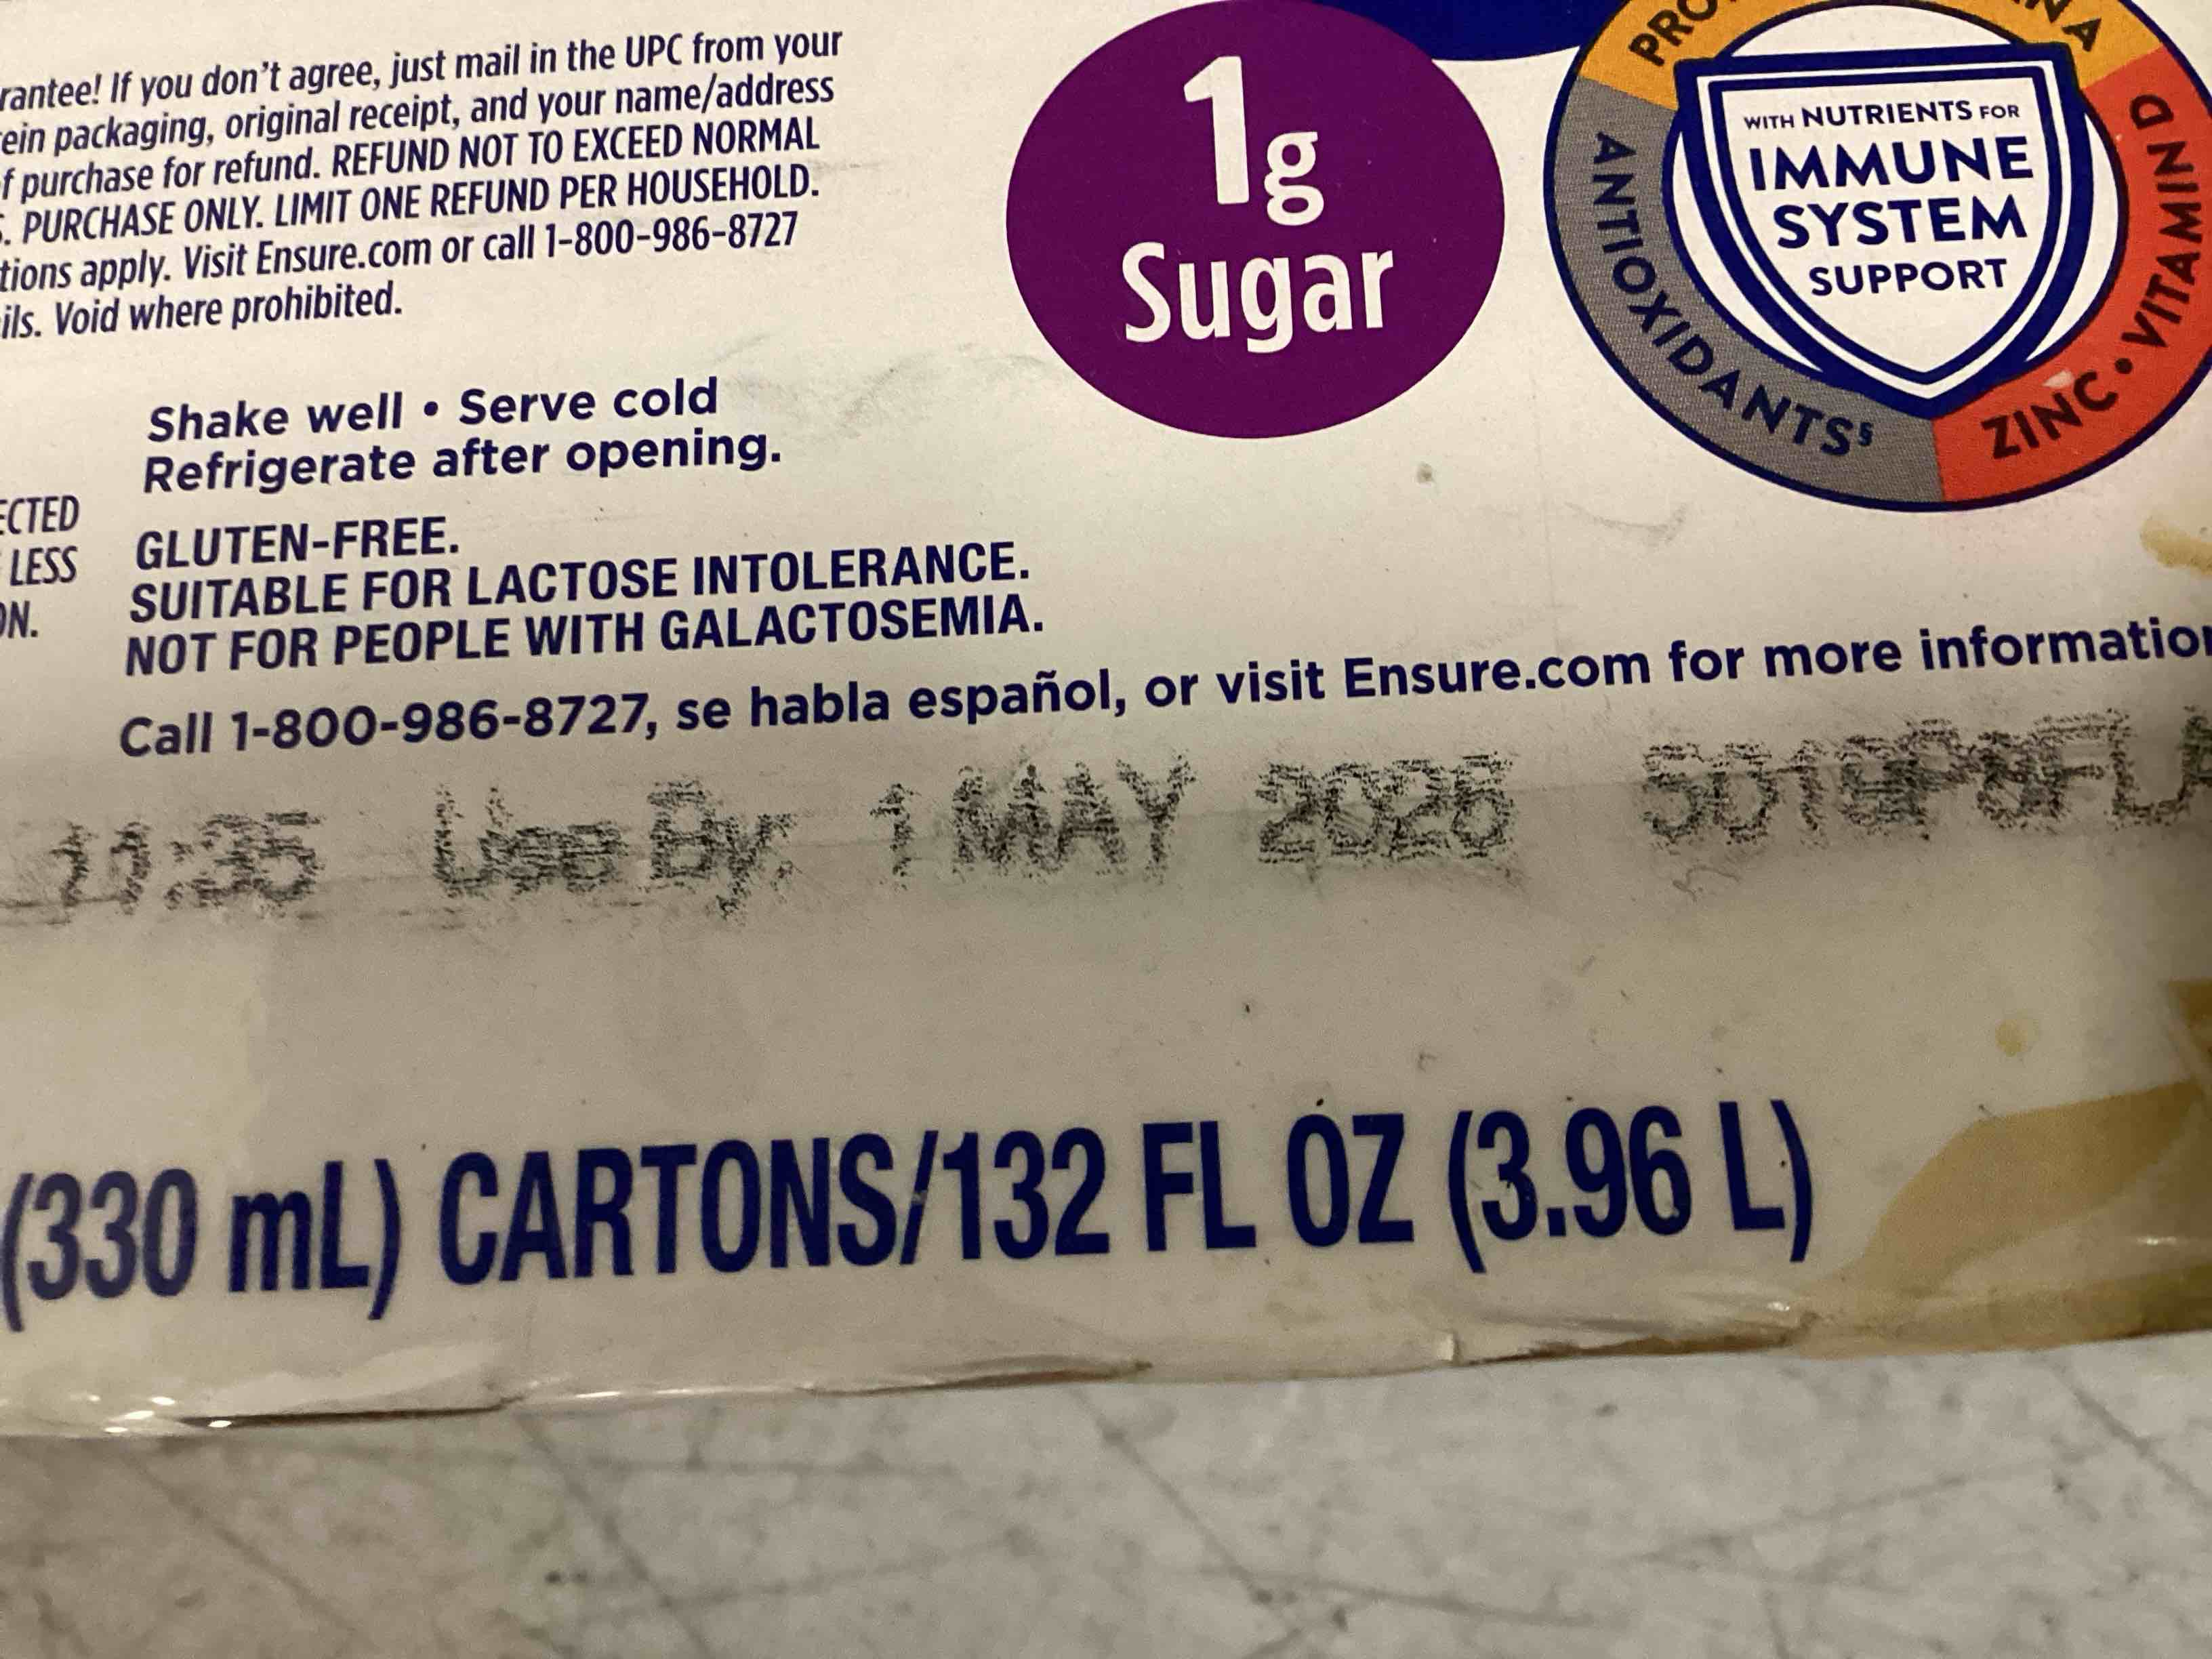 rantee! If you don't agree, just mail in the UPC from your
ein packaging, original receipt, and your name/address
f purchase for refund. REFUND NOT TO EXCEED NORMAL
. PURCHASE ONLY. LIMIT ONE REFUND PER HOUSEHOLD.
tions apply. Visit Ensure.com or call 1-800-986-8727
ils. Void where prohibited.
1g
Sugar
WITH NUTRIENTS FOR
IMMUNE
SYSTEM
SUPPORT
ANTIOXIDANTS§
ZINC • VITAMIN D
Shake well • Serve cold
Refrigerate after opening.
ECTED
LESS
ON.
GLUTEN-FREE.
SUITABLE FOR LACTOSE INTOLERANCE.
NOT FOR PEOPLE WITH GALACTOSEMIA.
Call 1-800-986-8727, se habla español, or visit Ensure.com for more information
11:35 Use By: 1 MAY 2026
(330 mL) CARTONS/132 FL OZ (3.96 L)